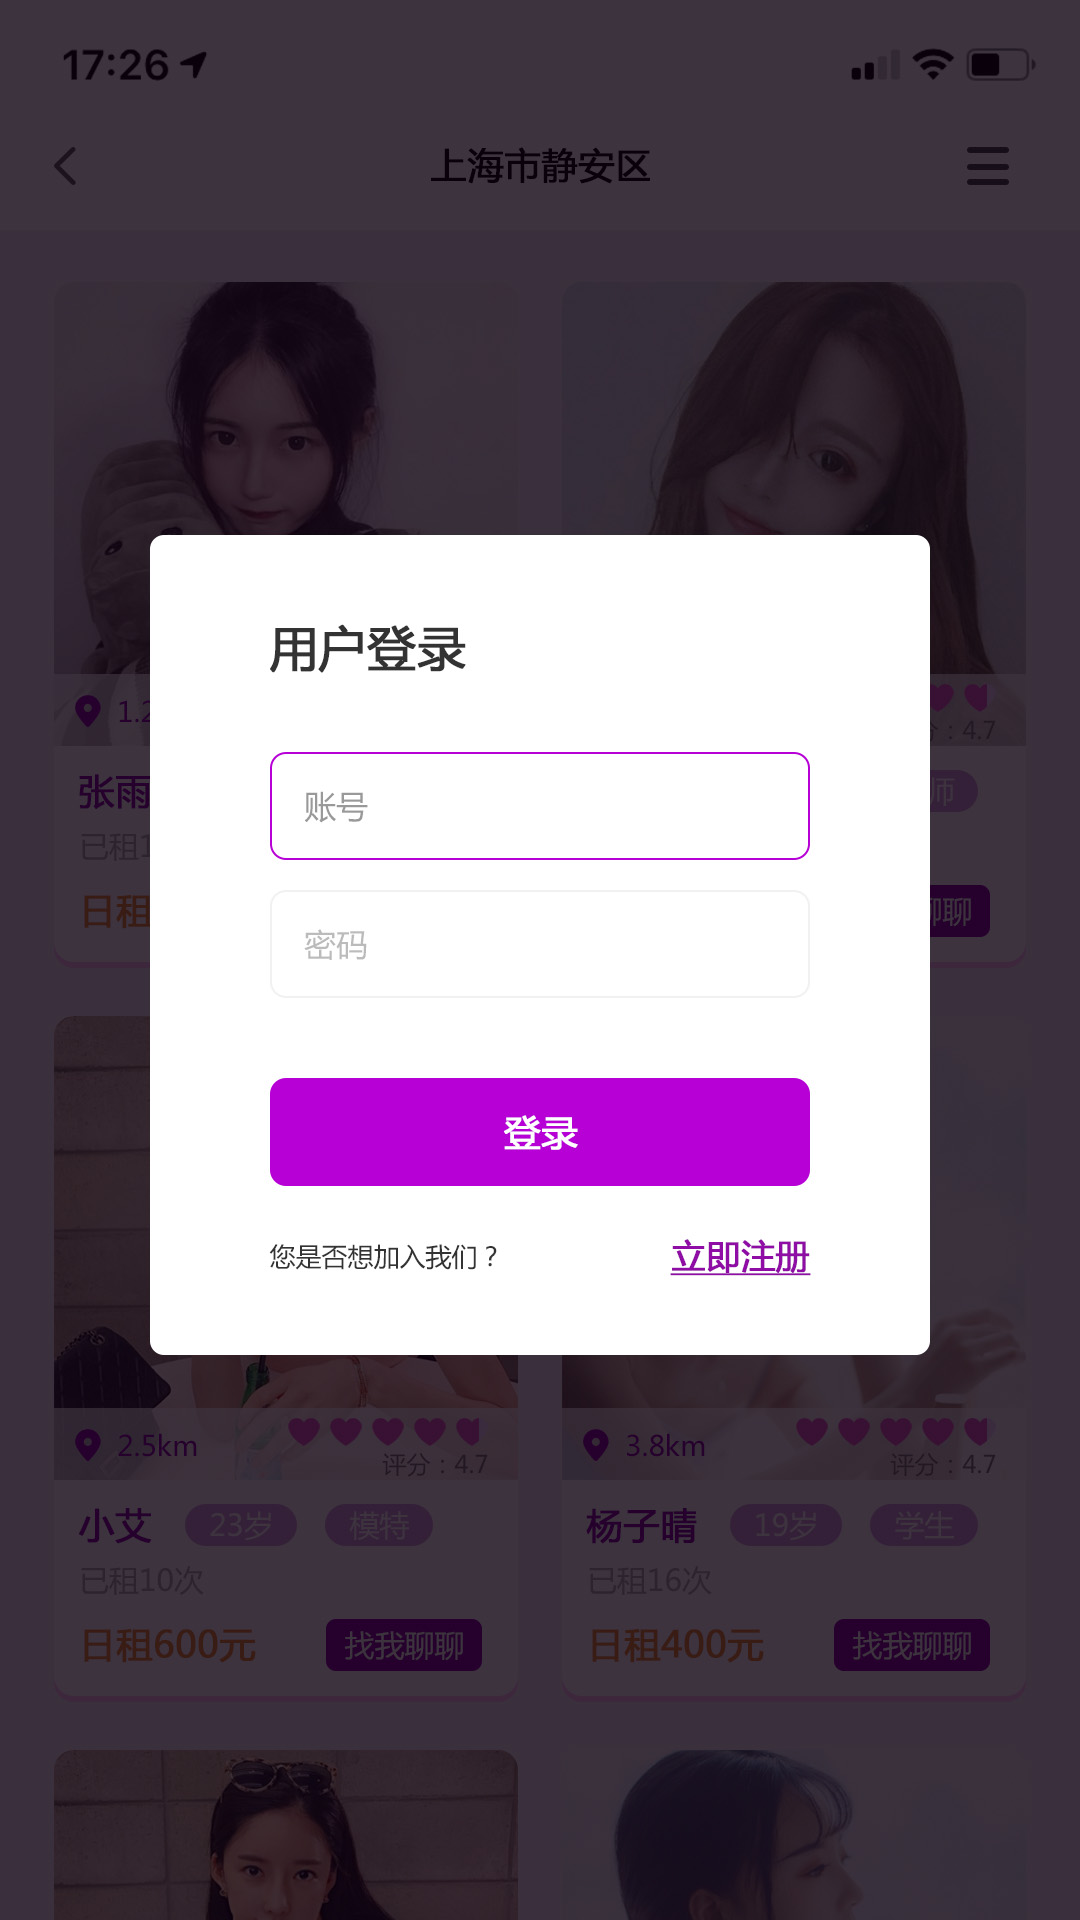 17:26
上海市静安区
用户登录
账号
密码
登录
您是否想加入我们？
立即注册
1.2
4.7
张雨
师
已租1
日租
聊
2.5km
评分：4.7
3.8km
评分：4.7
小艾 23岁 模特
杨子晴 19岁 学生
已租10次
已租16次
日租600元 找我聊聊
日租400元 找我聊聊